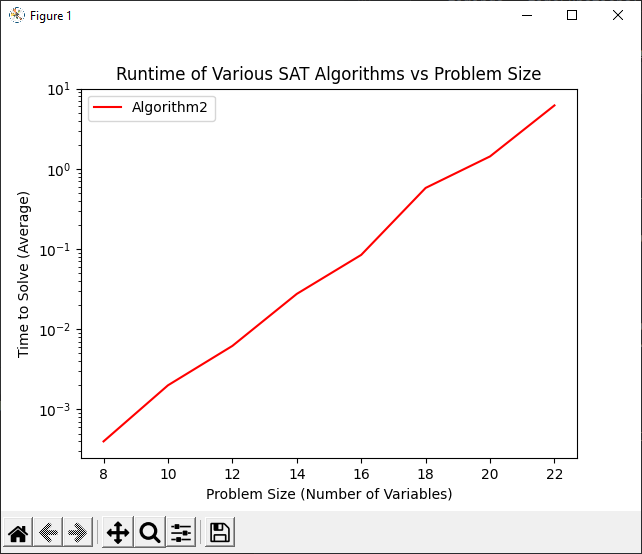 Figure 1
Runtime of Various SAT Algorithms vs Problem Size
Algorithm2
Time to Solve (Average)
10¹
10⁰
10⁻¹
10⁻²
10⁻³
8 10 12 14 16 18 20 22
Problem Size (Number of Variables)